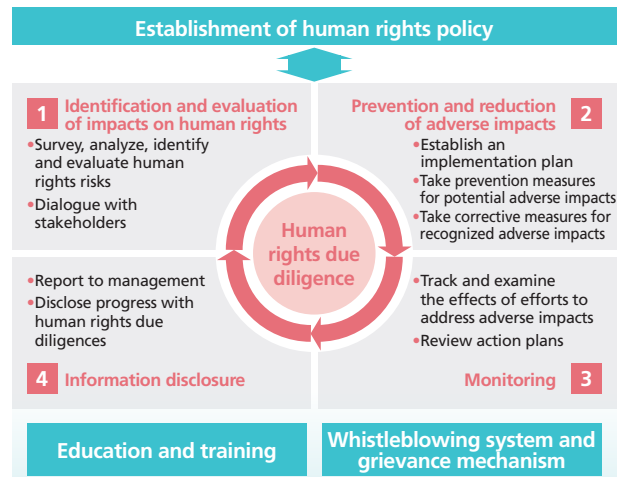 Establishment of human rights policy
1 Identification and evaluation
of impacts on human rights
•Survey, analyze, identify
and evaluate human
rights risks
•Dialogue with
stakeholders
Prevention and reduction
of adverse impacts 2
•Establish an
implementation plan
•Take prevention measures
for potential adverse impacts
•Take corrective measures for
recognized adverse impacts
Human
rights due
diligence
•Track and examine
the effects of efforts to
address adverse impacts
•Review action plans
Monitoring 3
•Report to management
•Disclose progress with
human rights due
diligences
4 Information disclosure
Education and training
Whistleblowing system and
grievance mechanism